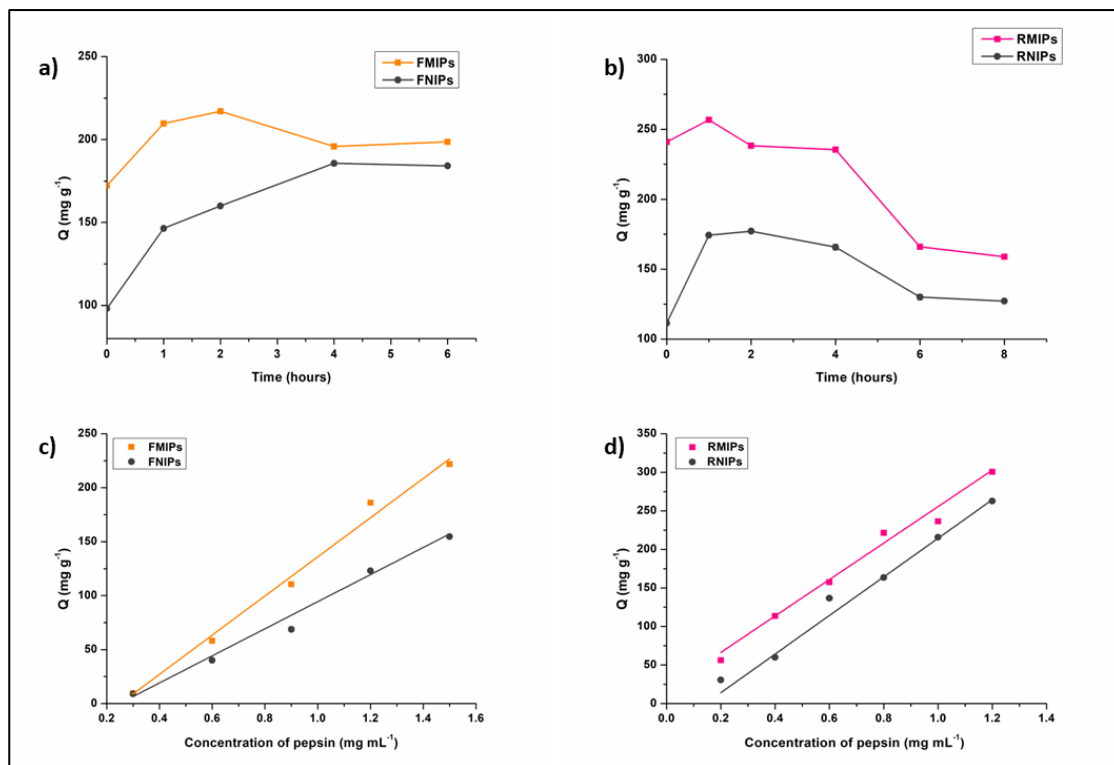 a)
FMIPs
FNIPs
250
200
150
100
Q (mg g⁻¹)
0 1 2 3 4 5 6
Time (hours)
b)
RMIPs
RNIPs
300
250
200
150
100
Q (mg g⁻¹)
0 2 4 6 8
Time (hours)
c)
FMIPs
FNIPs
250
200
150
100
50
0
Q (mg g⁻¹)
0.2 0.4 0.6 0.8 1.0 1.2 1.4 1.6
Concentration of pepsin (mg mL⁻¹)
d)
RMIPs
RNIPs
350
300
250
200
150
100
50
0
Q (mg g⁻¹)
0.0 0.2 0.4 0.6 0.8 1.0 1.2 1.4
Concentration of pepsin (mg mL⁻¹)